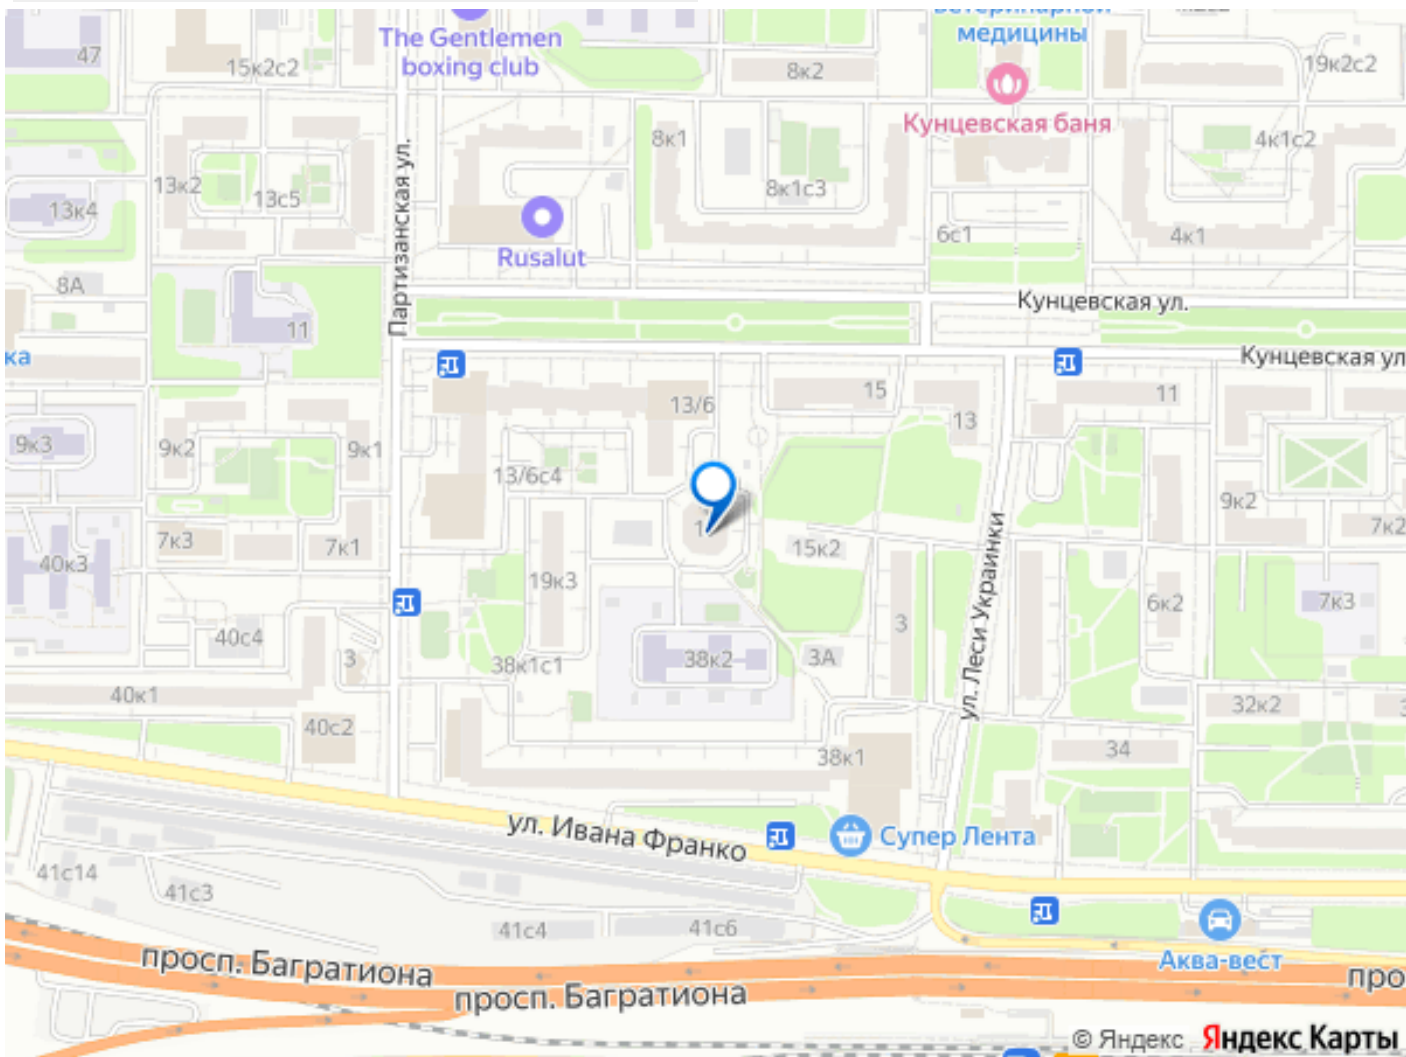 ветеринарной
медицины
47
The Gentlemen
boxing club
15к2с2
8к2
19к2с2
Кунцевская баня
8к1
4к1с2
13к2
13с5
8к1с3
13к4
Партизанская ул.
6с1
4к1
Rusalut
8А
Кунцевская ул.
11
ка
Кунцевская ул
15
11
13/6
13
9к3
9к2
9к1
13/6с4
9к2
7к2
7к3
7к1
15к2
40к3
19к3
ул. Леси Украинки
6к2
7к3
40с4
3
3
38к1с1
38к2
3А
40к1
32к2
40с2
38к1
34
ул. Ивана Франко
Супер Лента
41с14
41с3
41с4
41с6
просп. Багратиона
Аква-вест
просп. Багратиона
про
© Яндекс Яндекс Карты